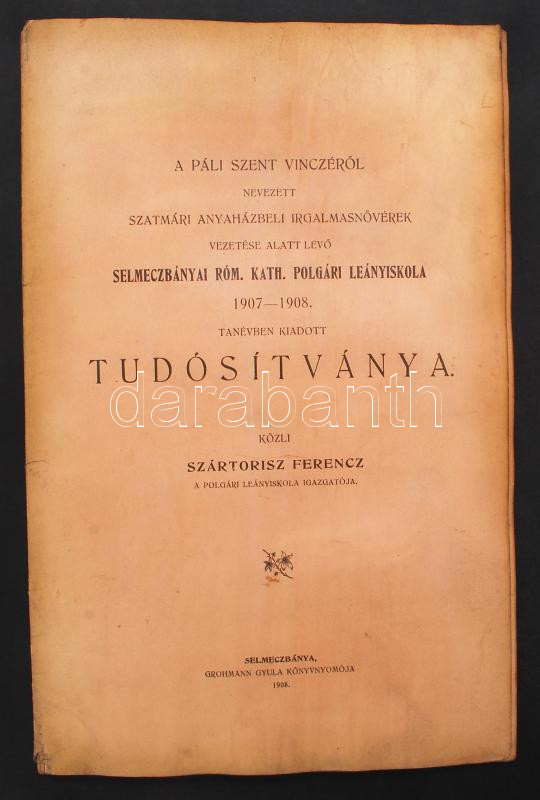 A PÁLI SZENT VINCZÉRŐL
NEVEZETT
SZATMÁRI ANYAHÁZBELI IRGALMASNŐVÉREK
VEZETÉSE ALATT LEVŐ
SELMECZBÁNYAI RÓM. KATH. POLGÁRI LEÁNYISKOLA
1907—1908.
TANÉVBEN KIADOTT
TUDÓSÍTVÁNYA.
darabanth
KÖZLI
SZÁRTORISZ FERENCZ
A POLGÁRI LEÁNYISKOLA IGAZGATÓJA.
SELMECZBÁNYA,
GROHMANN GYULA KÖNYVNYOMÓJA
1908.